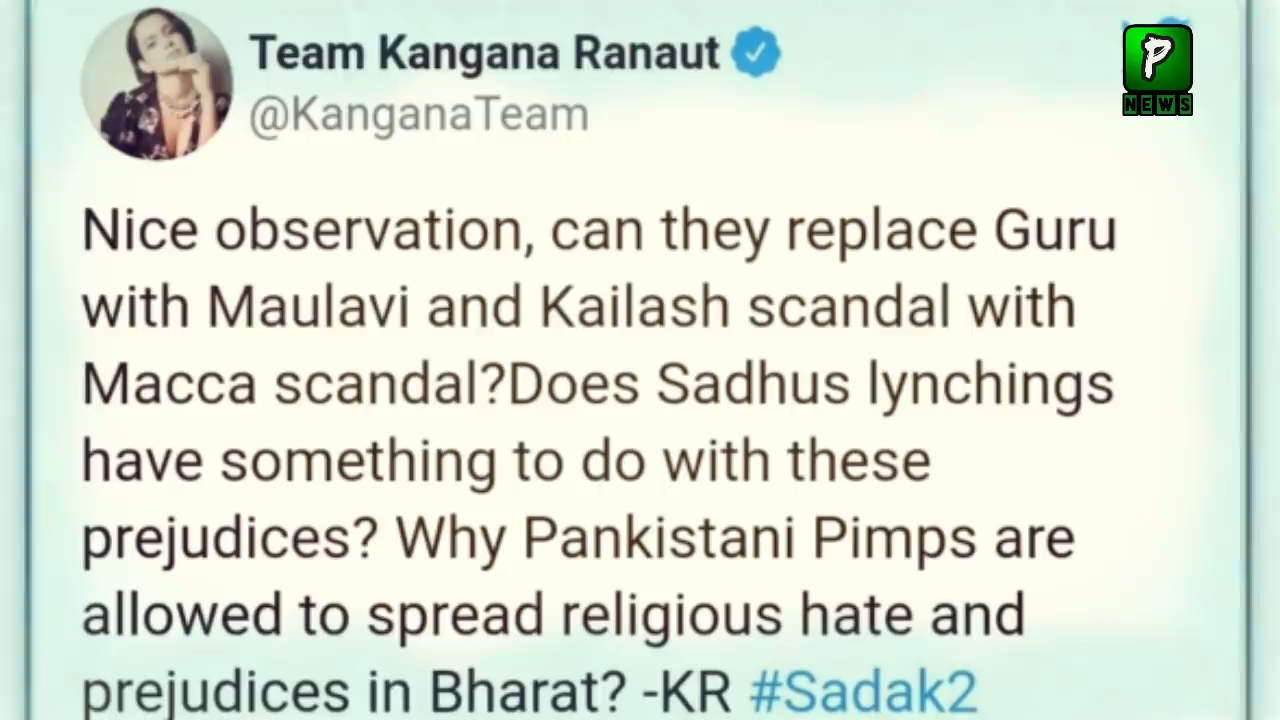 Team Kangana Ranaut
@KanganaTeam
P
NEWS
Nice observation, can they replace Guru
with Maulavi and Kailash scandal with
Macca scandal?Does Sadhus lynchings
have something to do with these
prejudices? Why Pankistani Pimps are
allowed to spread religious hate and
prejudices in Bharat? -KR #Sadak2